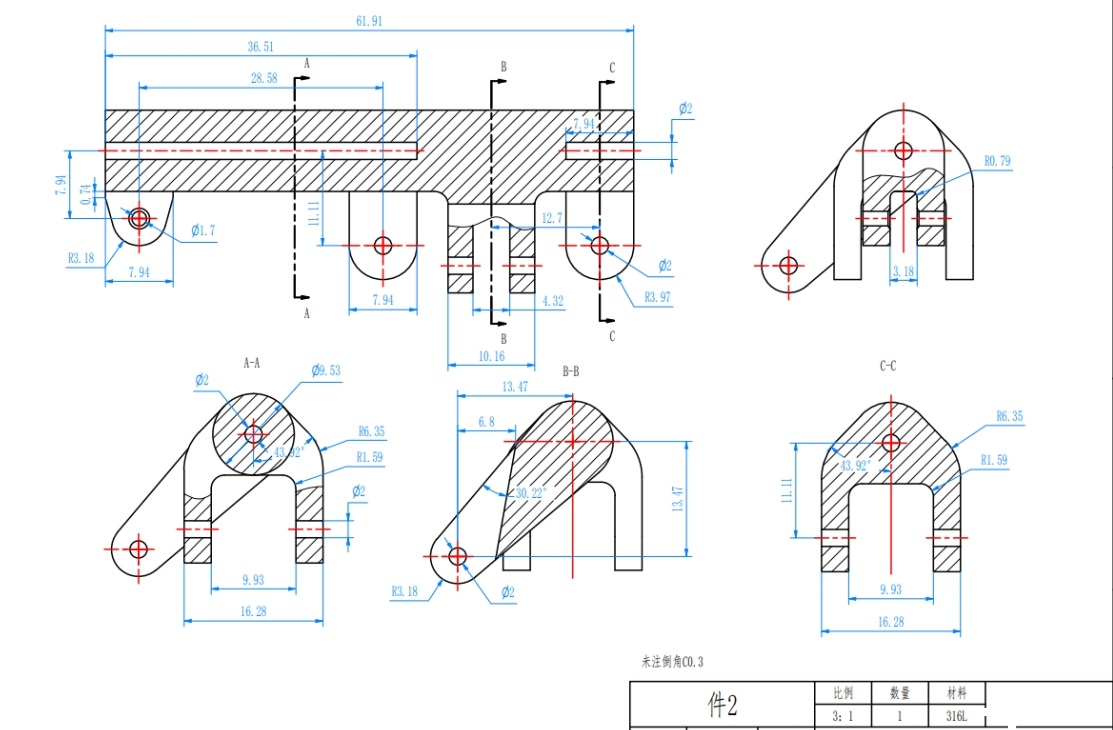 61.91
36.51
A
B
C
28.58
Ø2
7.94
7.94
0.74
11.11
12.7
R0.79
Ø1.7
R3.18
Ø2
3.18
7.94
7.94
4.32
R3.97
A
B
C
10.16
A-A
B-B
C-C
Ø2
Ø9.53
13.47
6.8
R6.35
R6.35
43.92°
R1.59
43.92°
R1.59
Ø2
30.22°
13.47
11.11
R3.18
Ø2
9.93
9.93
16.28
16.28
未注倒角C0.3
件2
比例 数量 材料
3: 1 1 316L